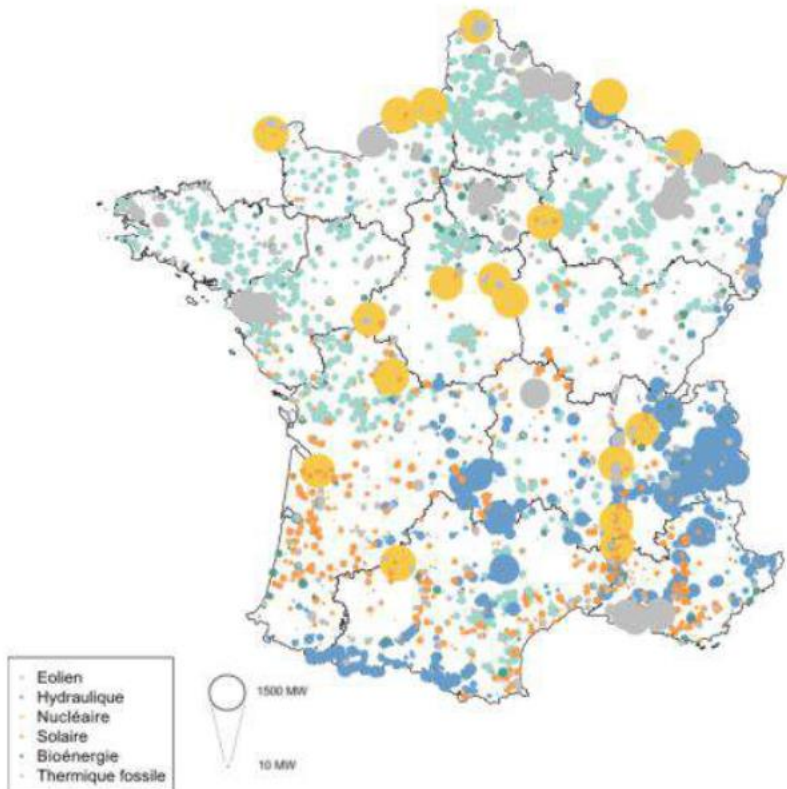 Eolien
Hydraulique
Nucléaire
Solaire
Bioénergie
Thermique fossile
1500 MW
10 MW